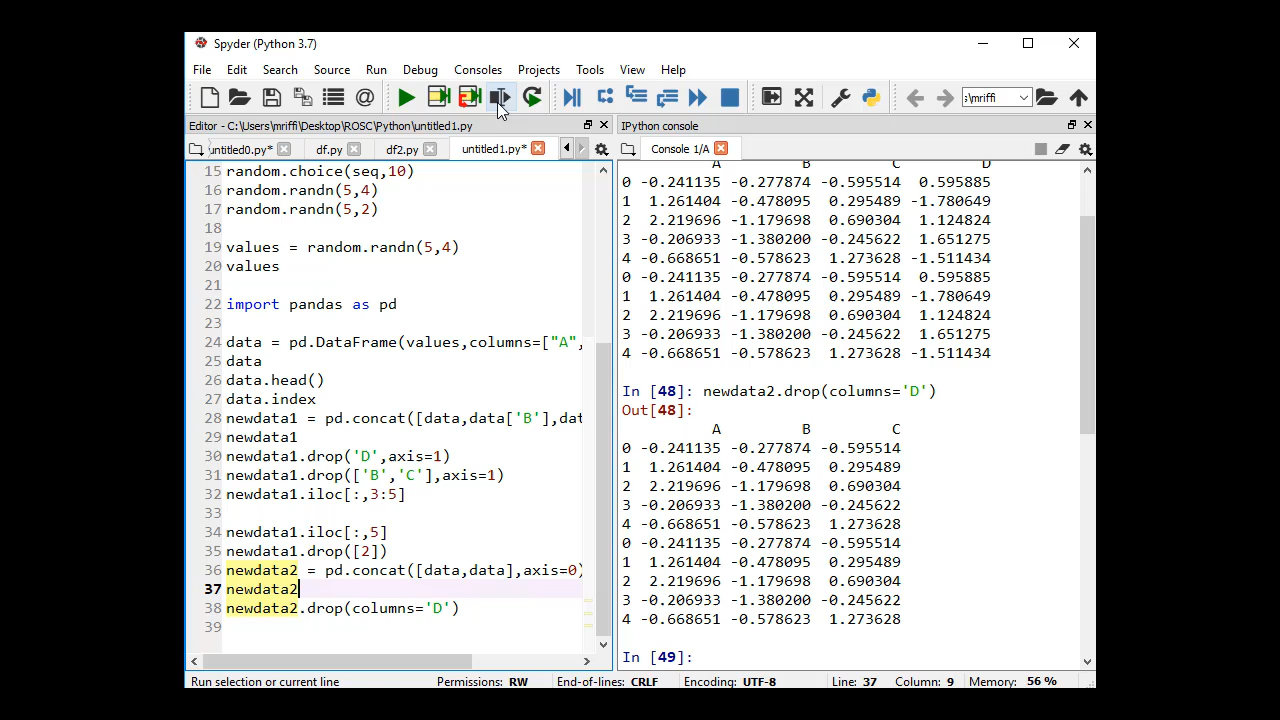 Spyder (Python 3.7)
File Edit Search Source Run Debug Consoles Projects Tools View Help
;\mriffi
Editor - C:\Users\mriffi\Desktop\ROSC\Python\untitled1.py
untitled0.py* df.py df2.py untitled1.py*
15 random.choice(seq,10)
16 random.randn(5,4)
17 random.randn(5,2)
18
19 values = random.randn(5,4)
20 values
21
22 import pandas as pd
23
24 data = pd.DataFrame(values,columns=["A",
25 data
26 data.head()
27 data.index
28 newdata1 = pd.concat([data,data['B'],dat
29 newdata1
30 newdata1.drop('D',axis=1)
31 newdata1.drop(['B','C'],axis=1)
32 newdata1.iloc[:,3:5]
33
34 newdata1.iloc[:,5]
35 newdata1.drop([2])
36 newdata2 = pd.concat([data,data],axis=0)
37 newdata2
38 newdata2.drop(columns='D')
39
IPython console
Console 1/A
A B C D
0 -0.241135 -0.277874 -0.595514 0.595885
1 1.261404 -0.478095 0.295489 -1.780649
2 2.219696 -1.179698 0.690304 1.124824
3 -0.206933 -1.380200 -0.245622 1.651275
4 -0.668651 -0.578623 1.273628 -1.511434
0 -0.241135 -0.277874 -0.595514 0.595885
1 1.261404 -0.478095 0.295489 -1.780649
2 2.219696 -1.179698 0.690304 1.124824
3 -0.206933 -1.380200 -0.245622 1.651275
4 -0.668651 -0.578623 1.273628 -1.511434
In [48]: newdata2.drop(columns='D')
Out[48]:
A B C
0 -0.241135 -0.277874 -0.595514
1 1.261404 -0.478095 0.295489
2 2.219696 -1.179698 0.690304
3 -0.206933 -1.380200 -0.245622
4 -0.668651 -0.578623 1.273628
0 -0.241135 -0.277874 -0.595514
1 1.261404 -0.478095 0.295489
2 2.219696 -1.179698 0.690304
3 -0.206933 -1.380200 -0.245622
4 -0.668651 -0.578623 1.273628
In [49]:
Run selection or current line Permissions: RW End-of-lines: CRLF Encoding: UTF-8 Line: 37 Column: 9 Memory: 56 %